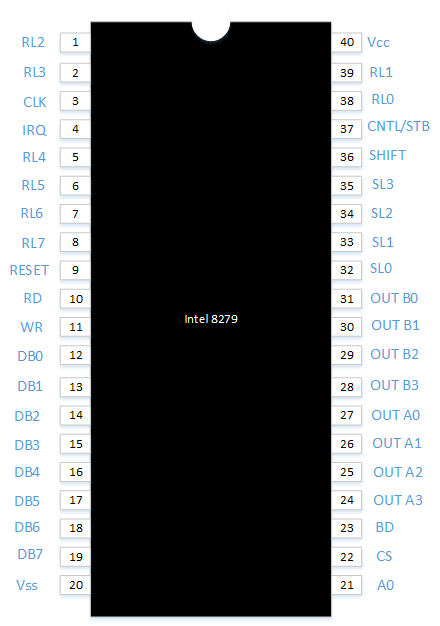 RL2 1 40 Vcc
RL3 2 39 RL1
CLK 3 38 RL0
IRQ 4 37 CNTL/STB
RL4 5 36 SHIFT
RL5 6 35 SL3
RL6 7 34 SL2
RL7 8 33 SL1
RESET 9 32 SL0
RD 10 31 OUT B0
Intel 8279
WR 11 30 OUT B1
DB0 12 29 OUT B2
DB1 13 28 OUT B3
DB2 14 27 OUT A0
DB3 15 26 OUT A1
DB4 16 25 OUT A2
DB5 17 24 OUT A3
DB6 18 23 BD
DB7 19 22 CS
Vss 20 21 A0